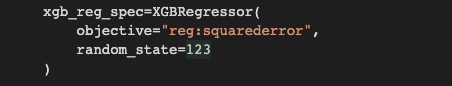 xgb_reg_spec=XGBRegressor(
    objective="reg:squarederror",
    random_state=123
)